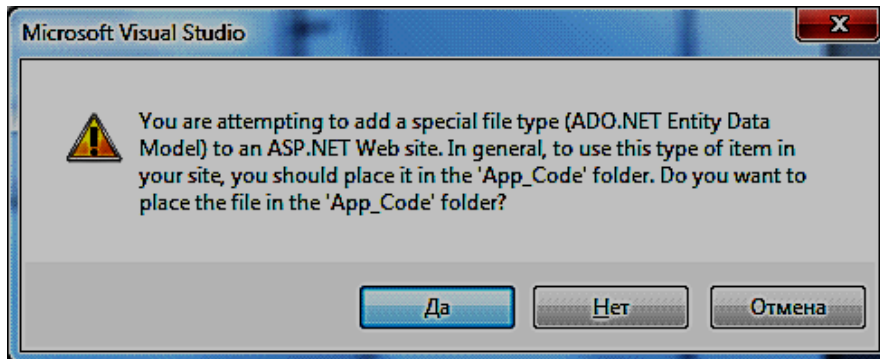 Microsoft Visual Studio
You are attempting to add a special file type (ADO.NET Entity Data
Model) to an ASP.NET Web site. In general, to use this type of item in
your site, you should place it in the 'App_Code' folder. Do you want to
place the file in the 'App_Code' folder?
Да
Нет
Отмена